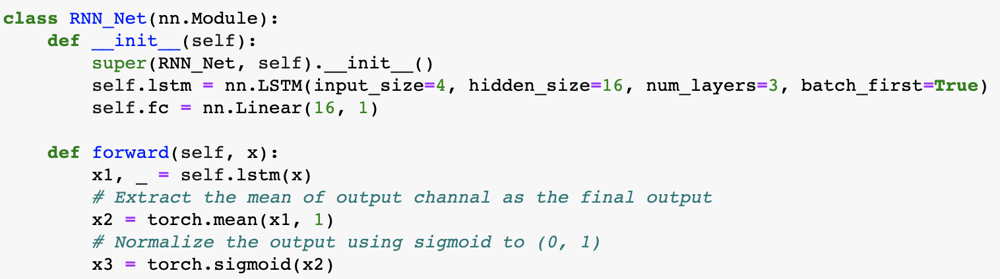 class RNN_Net(nn.Module):
    def __init__(self):
        super(RNN_Net, self).__init__()
        self.lstm = nn.LSTM(input_size=4, hidden_size=16, num_layers=3, batch_first=True)
        self.fc = nn.Linear(16, 1)

    def forward(self, x):
        x1, _ = self.lstm(x)
        # Extract the mean of output channal as the final output
        x2 = torch.mean(x1, 1)
        # Normalize the output using sigmoid to (0, 1)
        x3 = torch.sigmoid(x2)